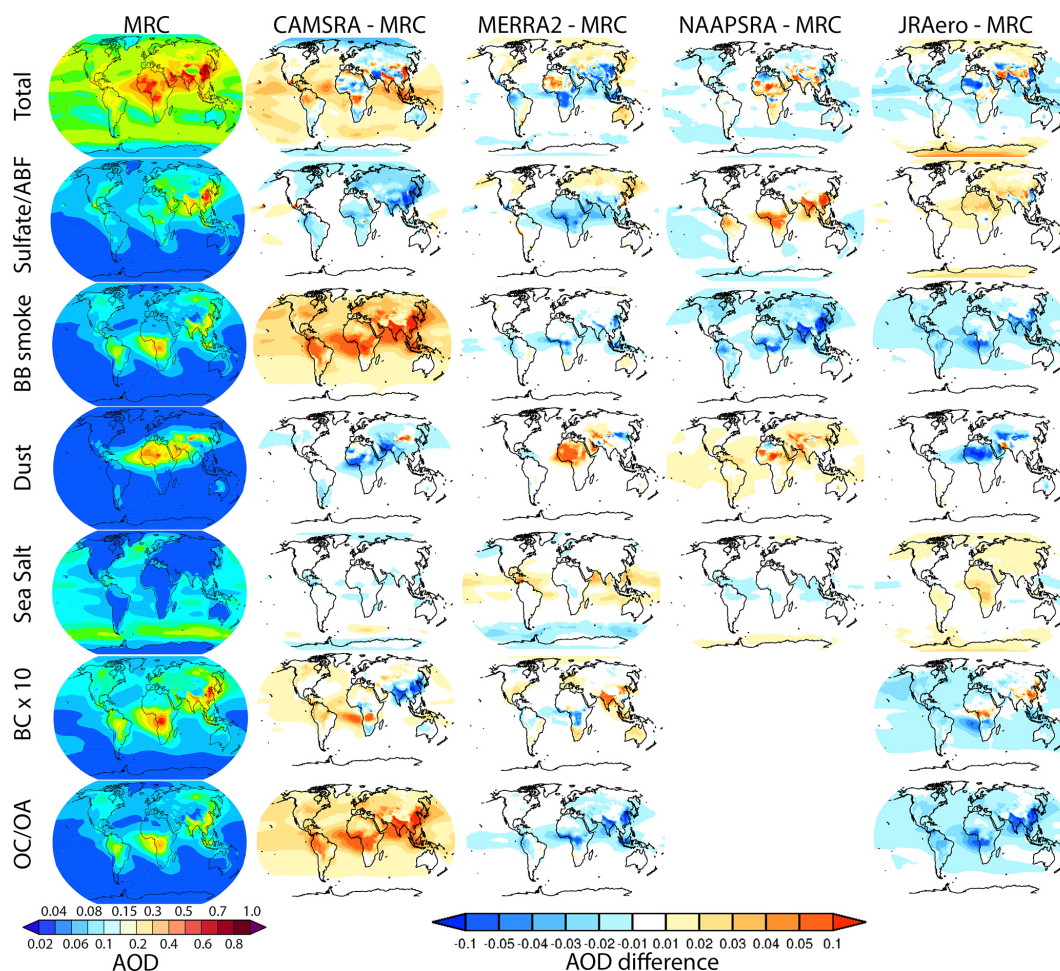 MRC CAMSRA - MRC MERRA2 - MRC NAAPSRA - MRC JRAero - MRC
Total
Sulfate/ABF
BB smoke
Dust
Sea Salt
BC x 10
OC/OA
0.04 0.08 0.15 0.3 0.5 0.7 1.0
0.02 0.06 0.1 0.2 0.4 0.6 0.8
AOD
-0.1 -0.05 -0.04 -0.03 -0.02 -0.01 0.01 0.02 0.03 0.04 0.05 0.1
AOD difference